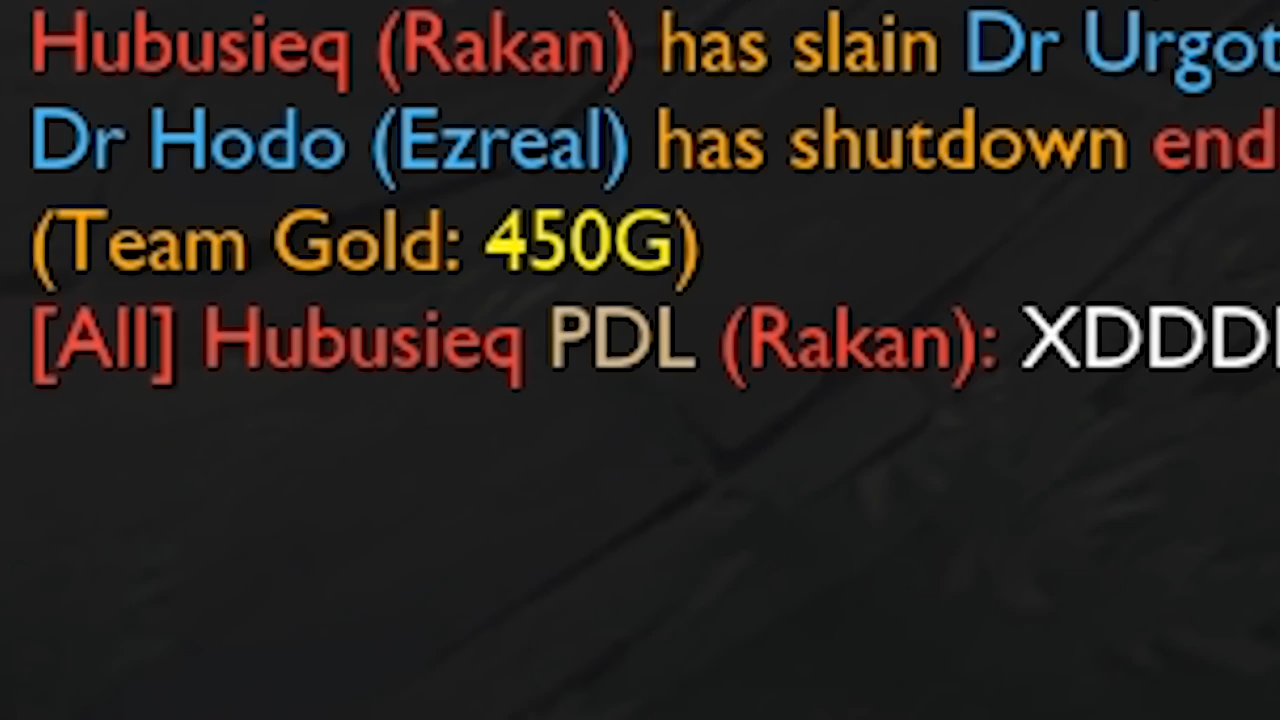 Hubusieq (Rakan) has slain Dr Urgot
Dr Hodo (Ezreal) has shutdown end
(Team Gold: 450G)
[All] Hubusieq PDL (Rakan): XDDD